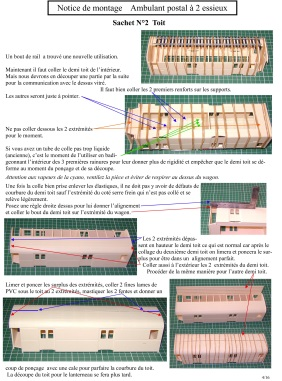 Notice de montage    Ambulant postal à 2 essieux
Sachet N°2  Toit
Un bout de rail  a trouvé une nouvelle utilisation.
Maintenant il faut coller le demi toit de l'intérieur.
Mais nous devrons en découper une partie par la suite
pour la communication avec le dessus vitré.
Il faut bien coller les 2 premiers renforts sur les supports.
Les autres seront juste à pointer.
Ne pas coller dessous les 2 extrémités
pour le moment.
Si vous avez un tube de colle pas trop liquide
(ancienne), c'est le moment de l'utiliser en badi-
geonnant l'intérieur des 3 premières rainures pour leur donner plus de rigidité et empêcher que le demi toit se dé-
forme au moment du ponçage et de sa découpe.
Attention aux vapeurs de la cyano, ventilez la pièce et éviter de respirer au dessus du wagon.
Une fois la colle bien prise enlever les élastiques, il ne doit pas y avoir de défauts de
courbure du demi toit sauf l'extrémité du coté serre frein qui n'est pas collé et se
relève légèrement.
Posez une règle droite dessus pour lui donner l'alignement
et coller le bout du demi toit sur l'extrémité du wagon.
Les 2 extrémités dépas-
sent en hauteur le demi toit ce qui est normal car après le
collage du deuxième demi toit on limera et poncera le sur-
plus pour être dans un  alignement parfait.
Coller aussi à l'extérieur les 2  extrémités du demi toit.
Procéder de la même manière pour l'autre demi toit.
Limer et poncer les surplus des extrémités, coller 2 fines lames de
PVC sous le toit au 2 extrémités, mastiquer les 2 fentes et donner un
coup de ponçage  avec une cale pour parfaire la courbure du toit.
La découpe du toit pour le lanterneau se fera plus tard.